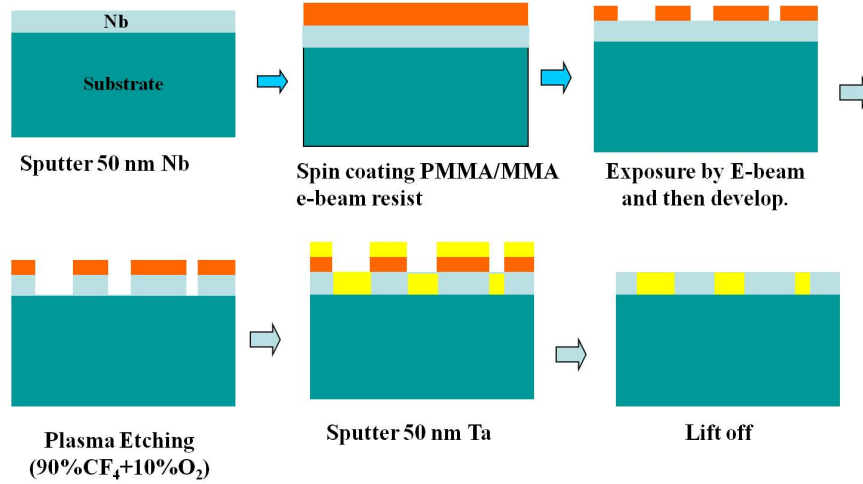 Nb
Substrate
Sputter 50 nm Nb
Spin coating PMMA/MMA
e-beam resist
Exposure by E-beam
and then develop.
Plasma Etching
(90%CF₄+10%O₂)
Sputter 50 nm Ta
Lift off